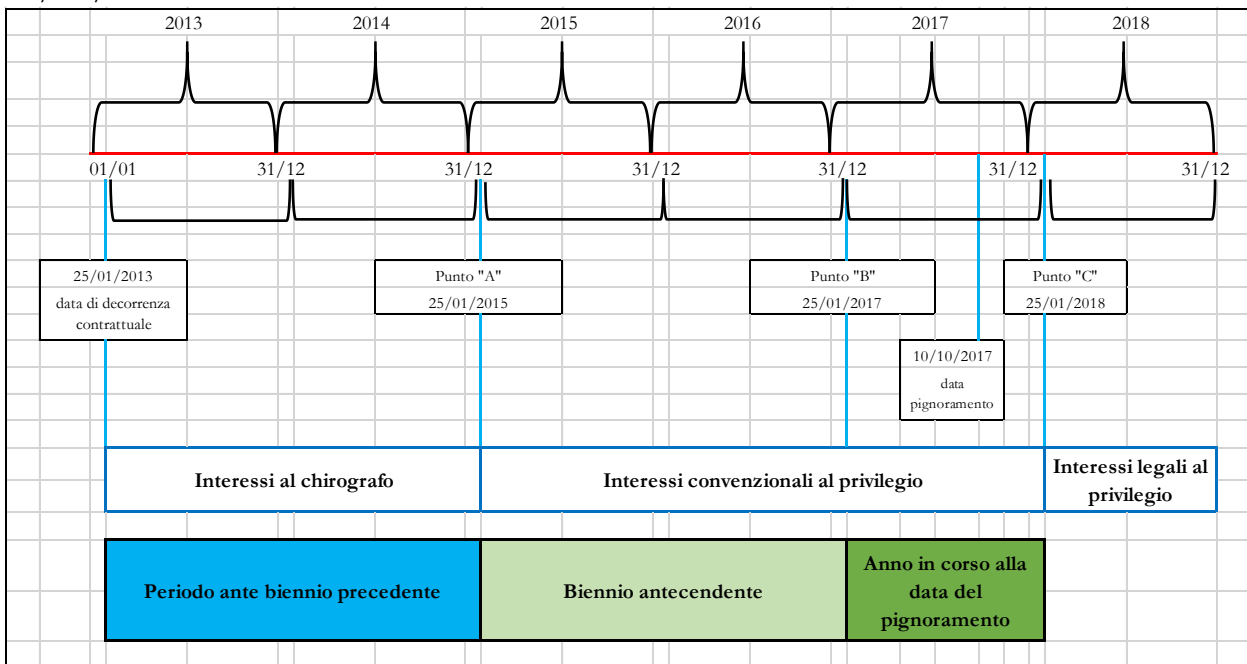 2013 2014 2015 2016 2017 2018
01/01 31/12 31/12 31/12 31/12 31/12 31/12
25/01/2013
data di decorrenza
contrattuale
Punto "A"
25/01/2015
Punto "B"
25/01/2017
Punto "C"
25/01/2018
10/10/2017
data
pignoramento
Interessi al chirografo
Interessi convenzionali al privilegio
Interessi legali al
privilegio
Periodo ante biennio precedente
Biennio antecendente
Anno in corso alla
data del
pignoramento